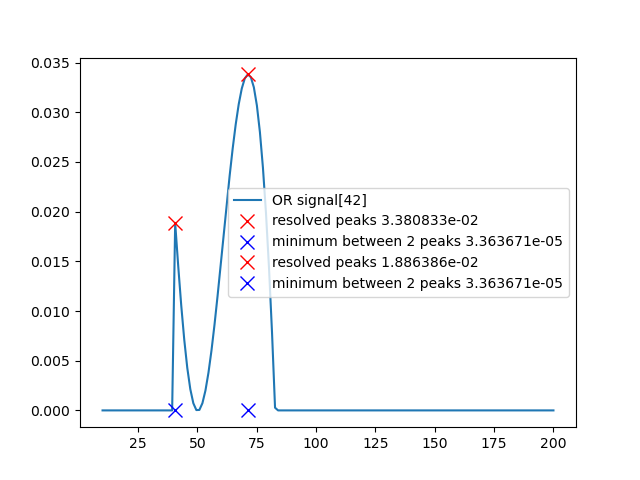 0.035
0.030
0.025
0.020
0.015
0.010
0.005
0.000
OR signal[42]
resolved peaks 3.380833e-02
minimum between 2 peaks 3.363671e-05
resolved peaks 1.886386e-02
minimum between 2 peaks 3.363671e-05
25 50 75 100 125 150 175 200